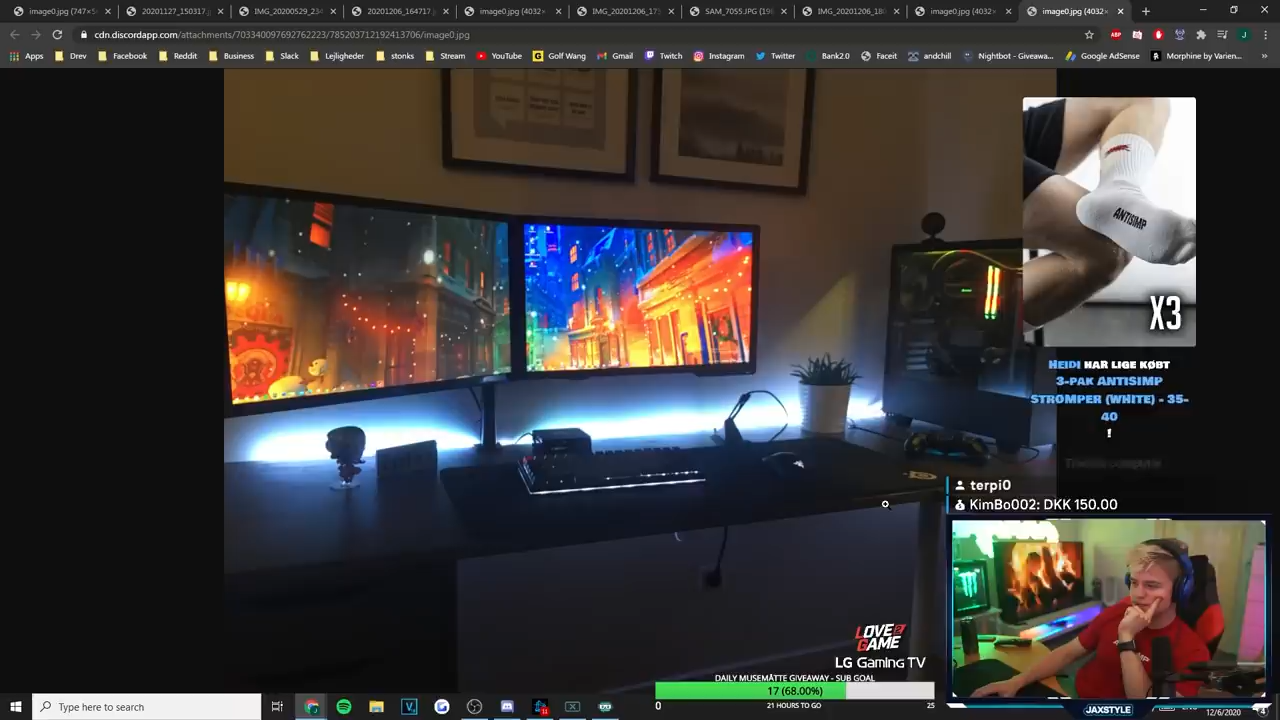 image0.jpg (747×5
20201127_150317.j
IMG_20200529_234
20201206_164717.j
image0.jpg (4032×
IMG_20201206_17
SAM_7055.JPG (19
IMG_20201206_18
image0.jpg (4032×
image0.jpg (4032×
cdn.discordapp.com/attachments/703340097692762223/785203712192413706/image0.jpg
ABP
J
Apps
Drev
Facebook
Reddit
Business
Slack
Lejligheder
stonks
Stream
YouTube
Golf Wang
Gmail
Twitch
Instagram
Twitter
Bank2.0
Faceit
andchill
Nightbot - Giveawa...
Google AdSense
Morphine by Varien...
ANTISIMP
X3
HEIDI HAR LIGE KØBT
3-PAK ANTISIMP
STRØMPER (WHITE) - 35-
40
!
terpi0
KimBo002: DKK 150.00
LOVE
GAME
LG Gaming TV
DAILY MUSEMÅTTE GIVEAWAY - SUB GOAL
17 (68.00%)
0
21 HOURS TO GO
25
JAXSTYLE
Type here to search
12/6/2020